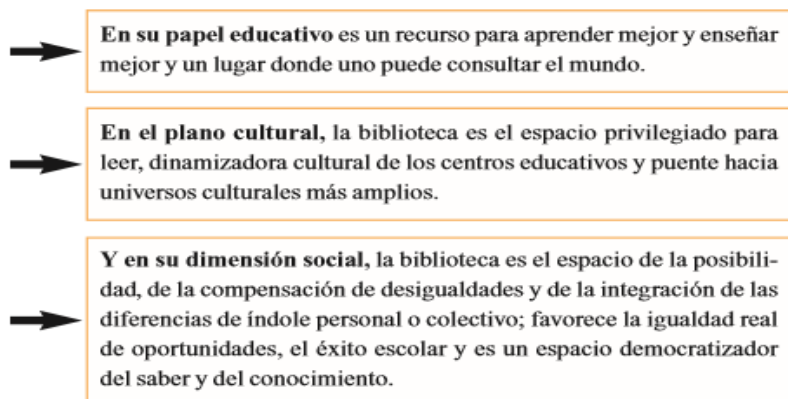 En su papel educativo es un recurso para aprender mejor y enseñar
mejor y un lugar donde uno puede consultar el mundo.
En el plano cultural, la biblioteca es el espacio privilegiado para
leer, dinamizadora cultural de los centros educativos y puente hacia
universos culturales más amplios.
Y en su dimensión social, la biblioteca es el espacio de la posibili-
dad, de la compensación de desigualdades y de la integración de las
diferencias de índole personal o colectivo; favorece la igualdad real
de oportunidades, el éxito escolar y es un espacio democratizador
del saber y del conocimiento.